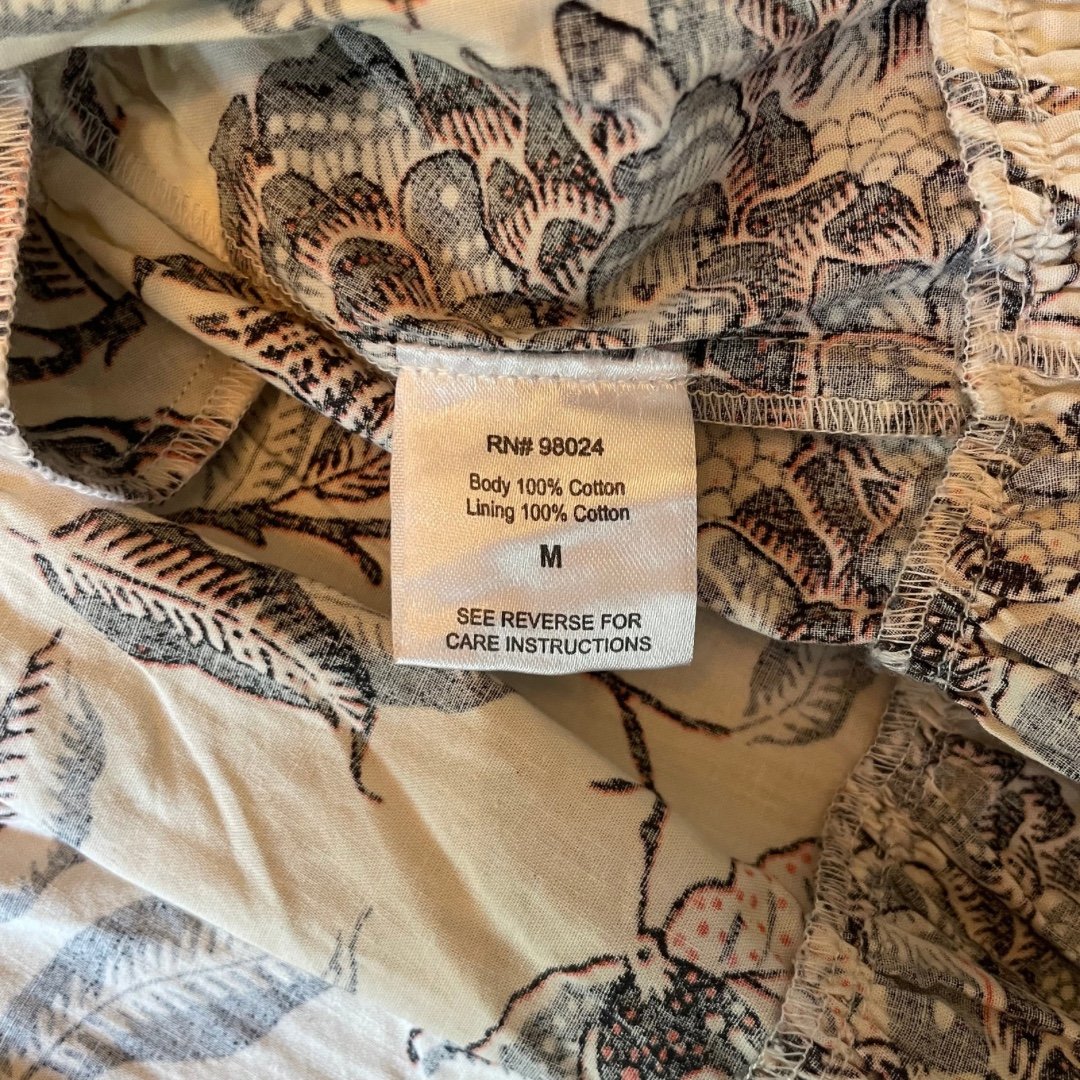 RN# 98024
Body 100% Cotton
Lining 100% Cotton
M
SEE REVERSE FOR
CARE INSTRUCTIONS